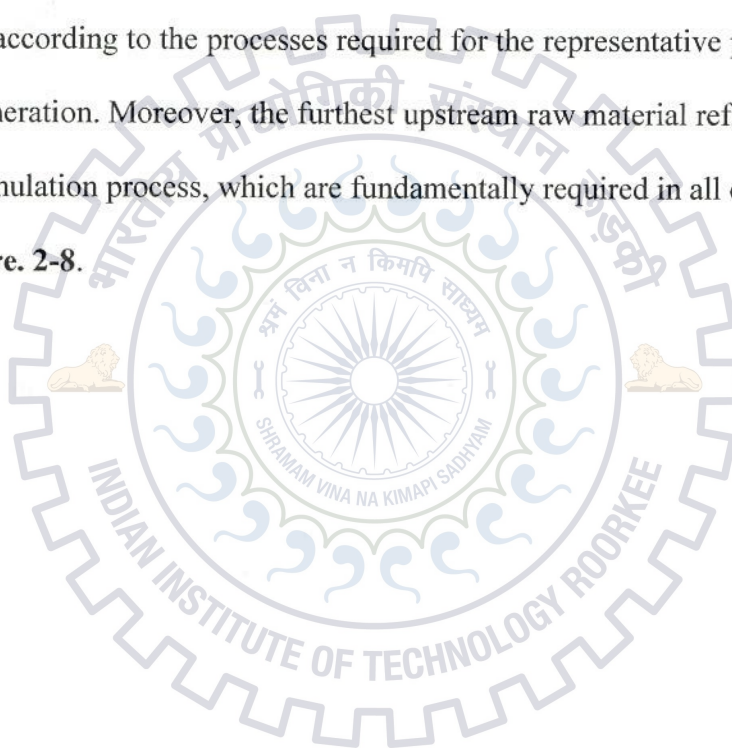 according to the processes required for the representative
neration. Moreover, the furthest upstream raw material ref
nulation process, which are fundamentally required in all
re. 2-8.
भारतीय प्रौद्योगिकी संस्थान रुड़की
श्रमं विना न किमपि साध्यम
SHRAMAM VINA NA KIMAPI SADHYAM
INDIAN INSTITUTE OF TECHNOLOGY ROORKEE